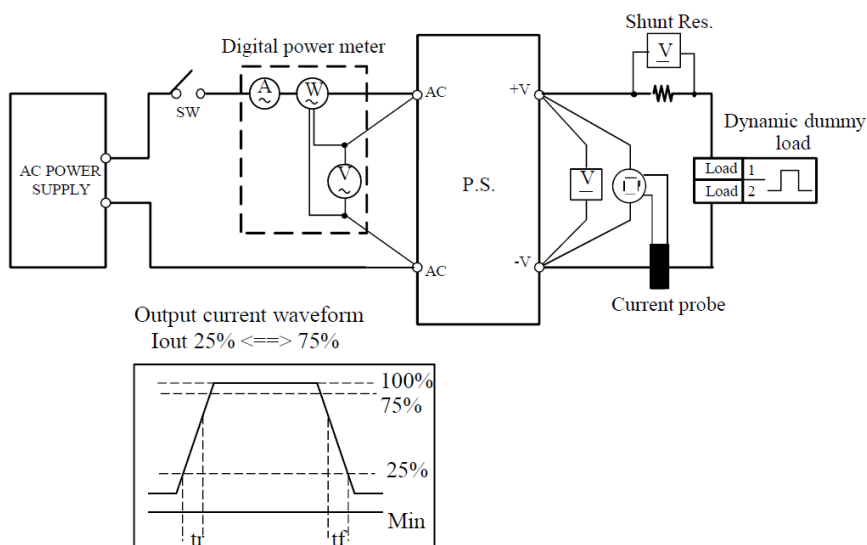 Shunt Res.
V
Digital power meter
A
W
AC
+V
SW
Dynamic dummy
load
AC POWER
SUPPLY
V
P.S.
V
Load 1
Load 2
AC
-V
Current probe
Output current waveform
Iout 25% <==> 75%
100%
75%
25%
Min
tr
tf